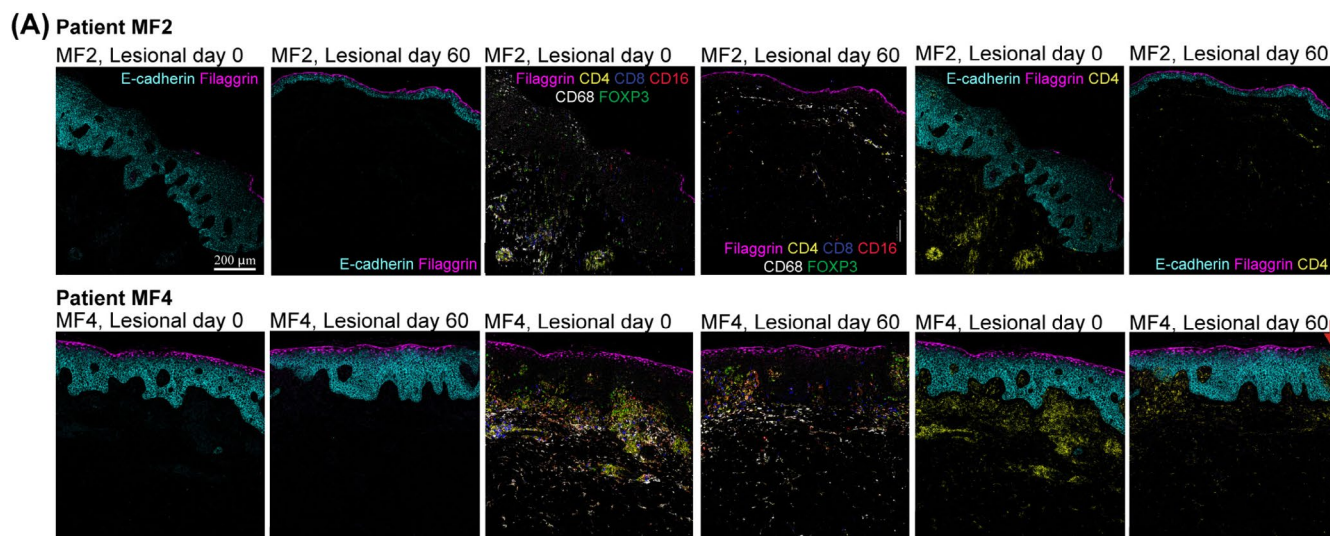 (A) Patient MF2
MF2, Lesional day 0
MF2, Lesional day 60
MF2, Lesional day 0
MF2, Lesional day 60
MF2, Lesional day 0
MF2, Lesional day 60
E-cadherin Filaggrin
200 µm
E-cadherin Filaggrin
Filaggrin CD4 CD8 CD16
CD68 FOXP3
Filaggrin CD4 CD8 CD16
CD68 FOXP3
E-cadherin Filaggrin CD4
E-cadherin Filaggrin CD4
Patient MF4
MF4, Lesional day 0
MF4, Lesional day 60
MF4, Lesional day 0
MF4, Lesional day 60
MF4, Lesional day 0
MF4, Lesional day 60